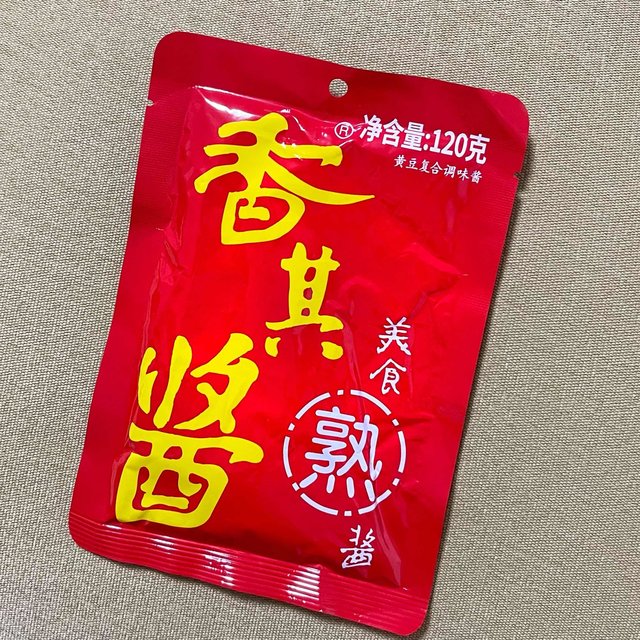 香其酱
®
净含量:120克
黄豆复合调味酱
美食
熟
酱